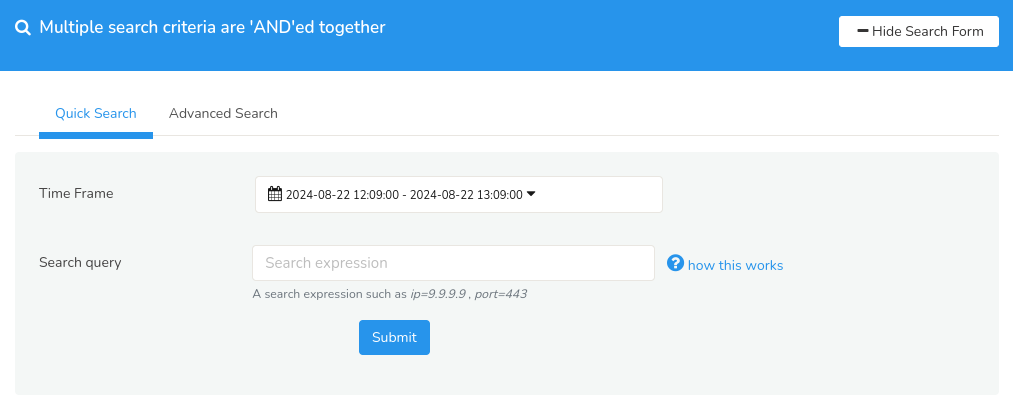 Multiple search criteria are 'AND'ed together
Hide Search Form
Quick Search Advanced Search
Time Frame
2024-08-22 12:09:00 - 2024-08-22 13:09:00
Search query
Search expression
how this works
A search expression such as ip=9.9.9.9 , port=443
Submit